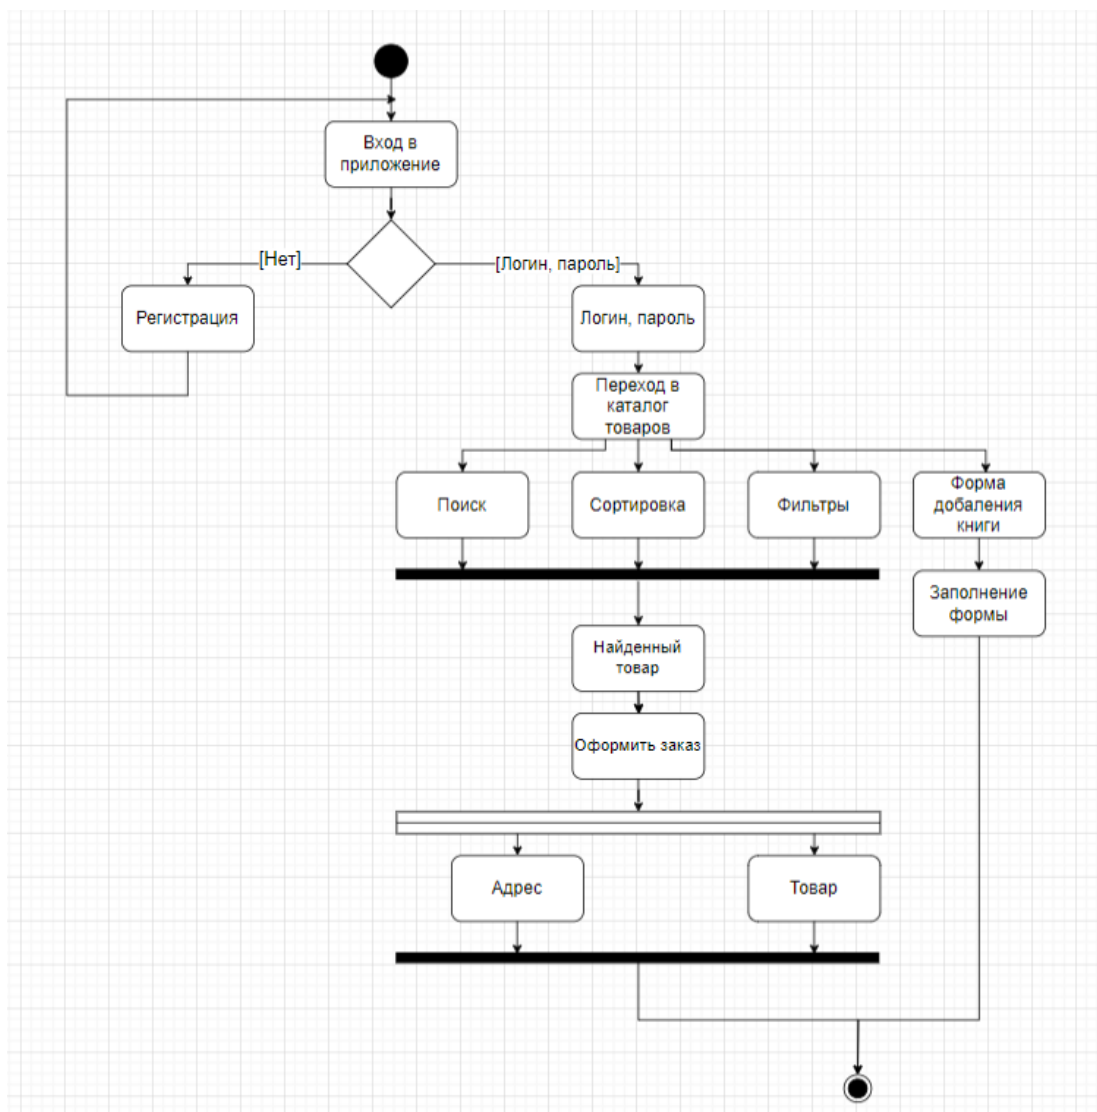 Вход в
приложение
[Нет]
[Логин, пароль]
Регистрация
Логин, пароль
Переход в
каталог
товаров
Поиск
Сортировка
Фильтры
Форма
добаления
книги
Заполнение
формы
Найденный
товар
Оформить заказ
Адрес
Товар